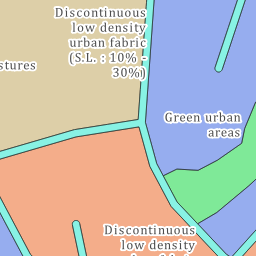 Discontinuous
low density
urban fabric
(S.L. : 10% -
30%)
stures
Green urban
areas
Discontinuous
low density